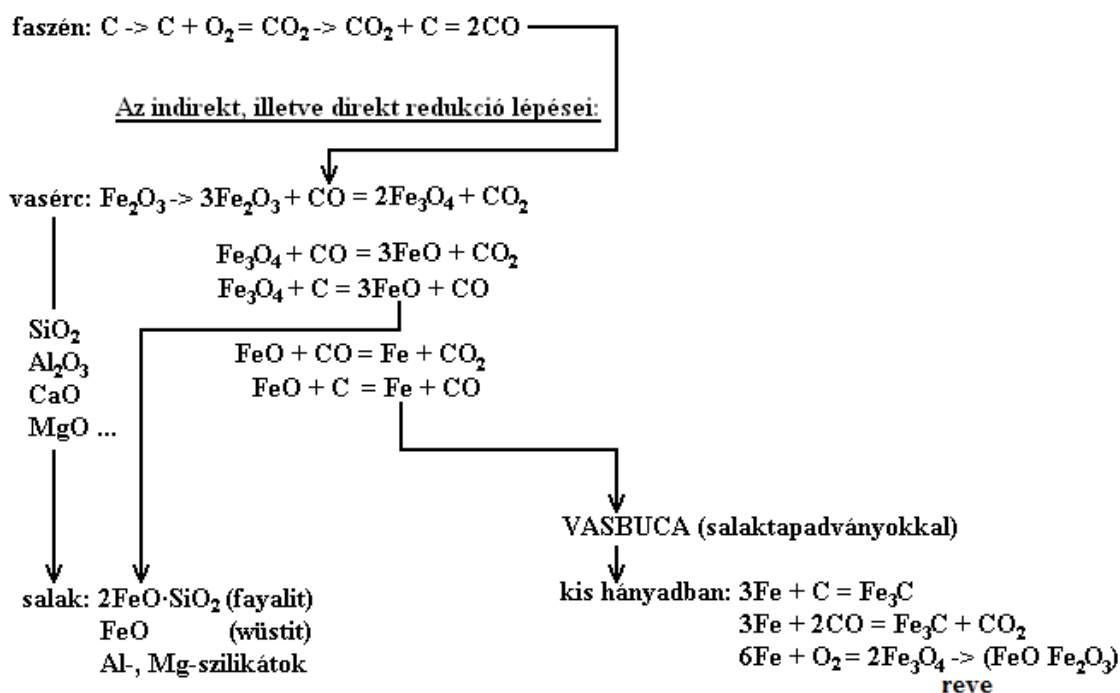 faszén: C -> C + O₂ = CO₂ -> CO₂ + C = 2CO
Az indirekt, illetve direkt redukció lépései:
vasérc: Fe₂O₃ -> 3Fe₂O₃ + CO = 2Fe₃O₄ + CO₂
Fe₃O₄ + CO = 3FeO + CO₂
Fe₃O₄ + C = 3FeO + CO
SiO₂
Al₂O₃
CaO
MgO ...
FeO + CO = Fe + CO₂
FeO + C = Fe + CO
VASBUCA (salaktapadványokkal)
salak: 2FeO·SiO₂ (fayalit)
FeO (wüstit)
Al-, Mg-szilikátok
kis hányadban: 3Fe + C = Fe₃C
3Fe + 2CO = Fe₃C + CO₂
6Fe + O₂ = 2Fe₃O₄ -> (FeO Fe₂O₃)
reve